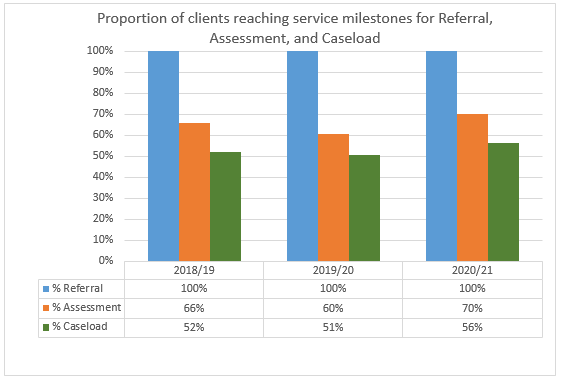 Proportion of clients reaching service milestones for Referral,
Assessment, and Caseload
100%
90%
80%
70%
60%
50%
40%
30%
20%
10%
0%
2018/19 2019/20 2020/21
% Referral 100% 100% 100%
% Assessment 66% 60% 70%
% Caseload 52% 51% 56%